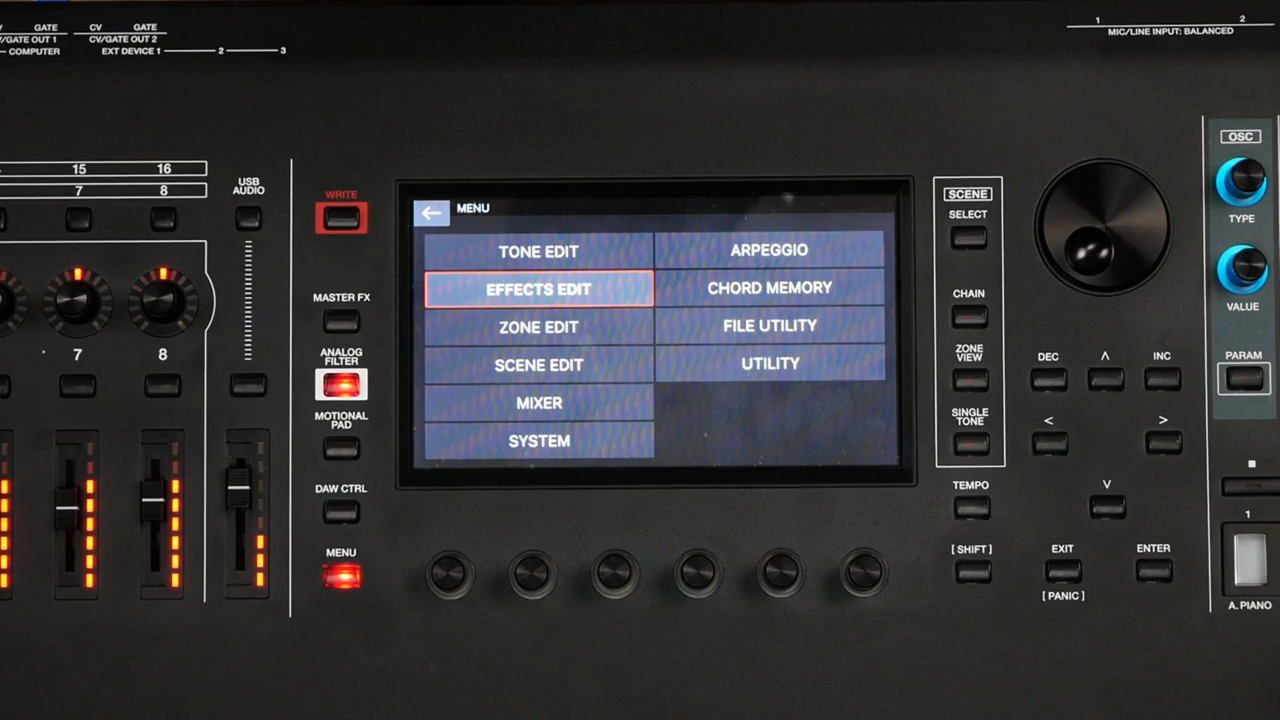 GATE CV GATE
/GATE OUT 1 CV/GATE OUT 2
COMPUTER EXT DEVICE 1 2 3
1 2
MIC/LINE INPUT: BALANCED
15 16
7 8
USB
AUDIO
7 8
WRITE
MASTER FX
ANALOG
FILTER
MOTIONAL
PAD
DAW CTRL
MENU
MENU
TONE EDIT
EFFECTS EDIT
ZONE EDIT
SCENE EDIT
MIXER
SYSTEM
ARPEGGIO
CHORD MEMORY
FILE UTILITY
UTILITY
SCENE
SELECT
CHAIN
ZONE
VIEW
SINGLE
TONE
TEMPO
[SHIFT]
DEC INC
EXIT
[PANIC]
ENTER
OSC
TYPE
VALUE
PARAM
1
A.PIANO